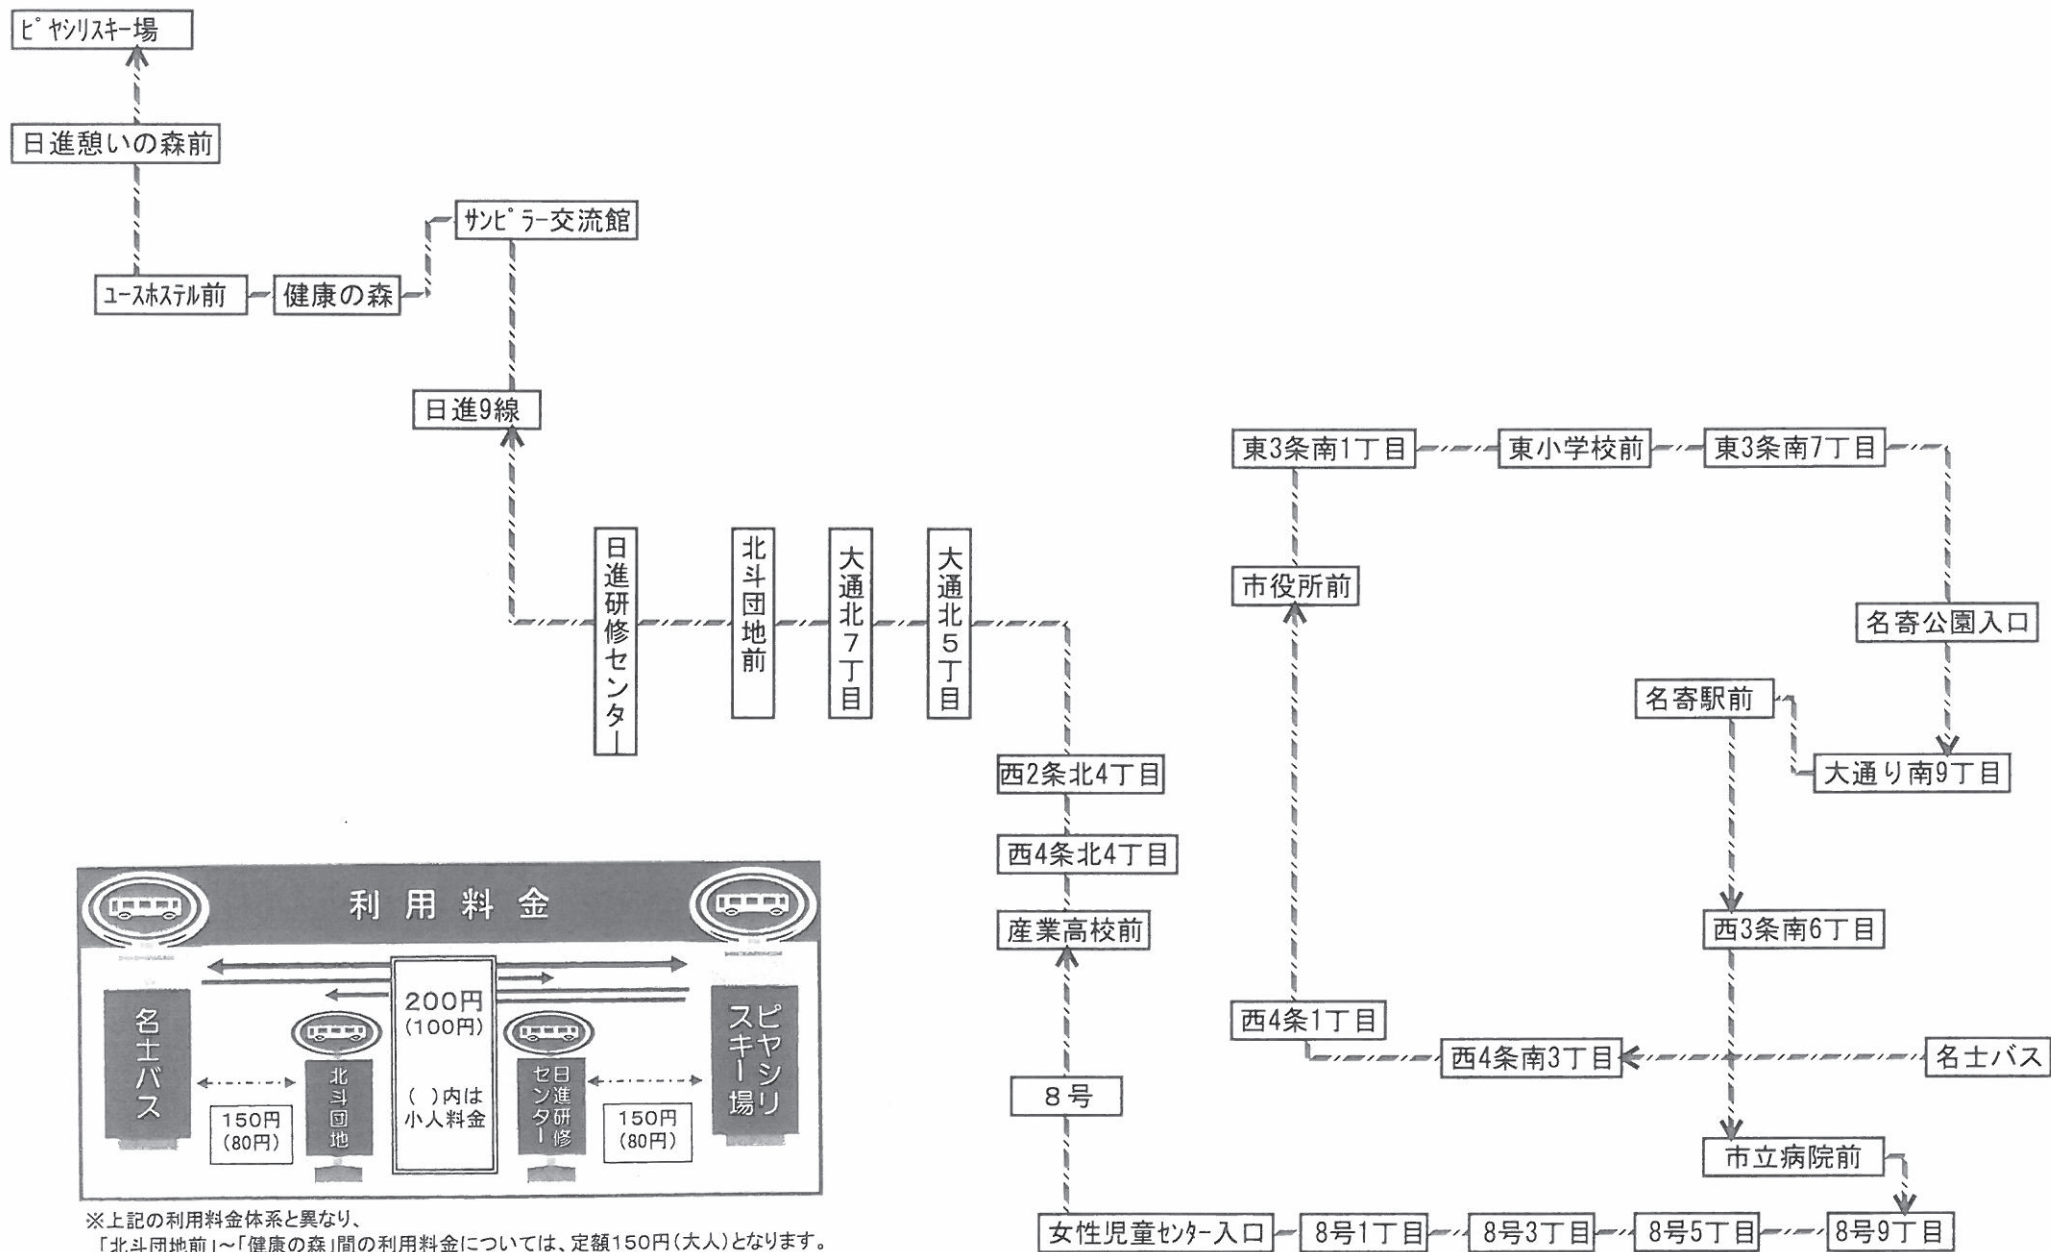 ﾋﾟﾔｼﾘｽｷｰ場
日進憩いの森前
ｻﾝﾋﾟﾗｰ交流館
ﾕｰｽﾎｽﾃﾙ前
健康の森
日進9線
日進研修センター
北斗団地前
大通北7丁目
大通北5丁目
西2条北4丁目
西4条北4丁目
産業高校前
8号
女性児童ｾﾝﾀｰ入口
8号1丁目
8号3丁目
8号5丁目
8号9丁目
東3条南1丁目
東小学校前
東3条南7丁目
市役所前
名寄公園入口
名寄駅前
大通り南9丁目
西3条南6丁目
西4条1丁目
西4条南3丁目
名士バス
市立病院前
利用料金
名士バス
150円
(80円)
北斗団地
200円
(100円)
( )内は
小人料金
日進研修
センター
150円
(80円)
ピヤシリ
スキー場
※上記の利用料金体系と異なり、
「北斗団地前」~「健康の森」間の利用料金については、定額150円(大人)となります。